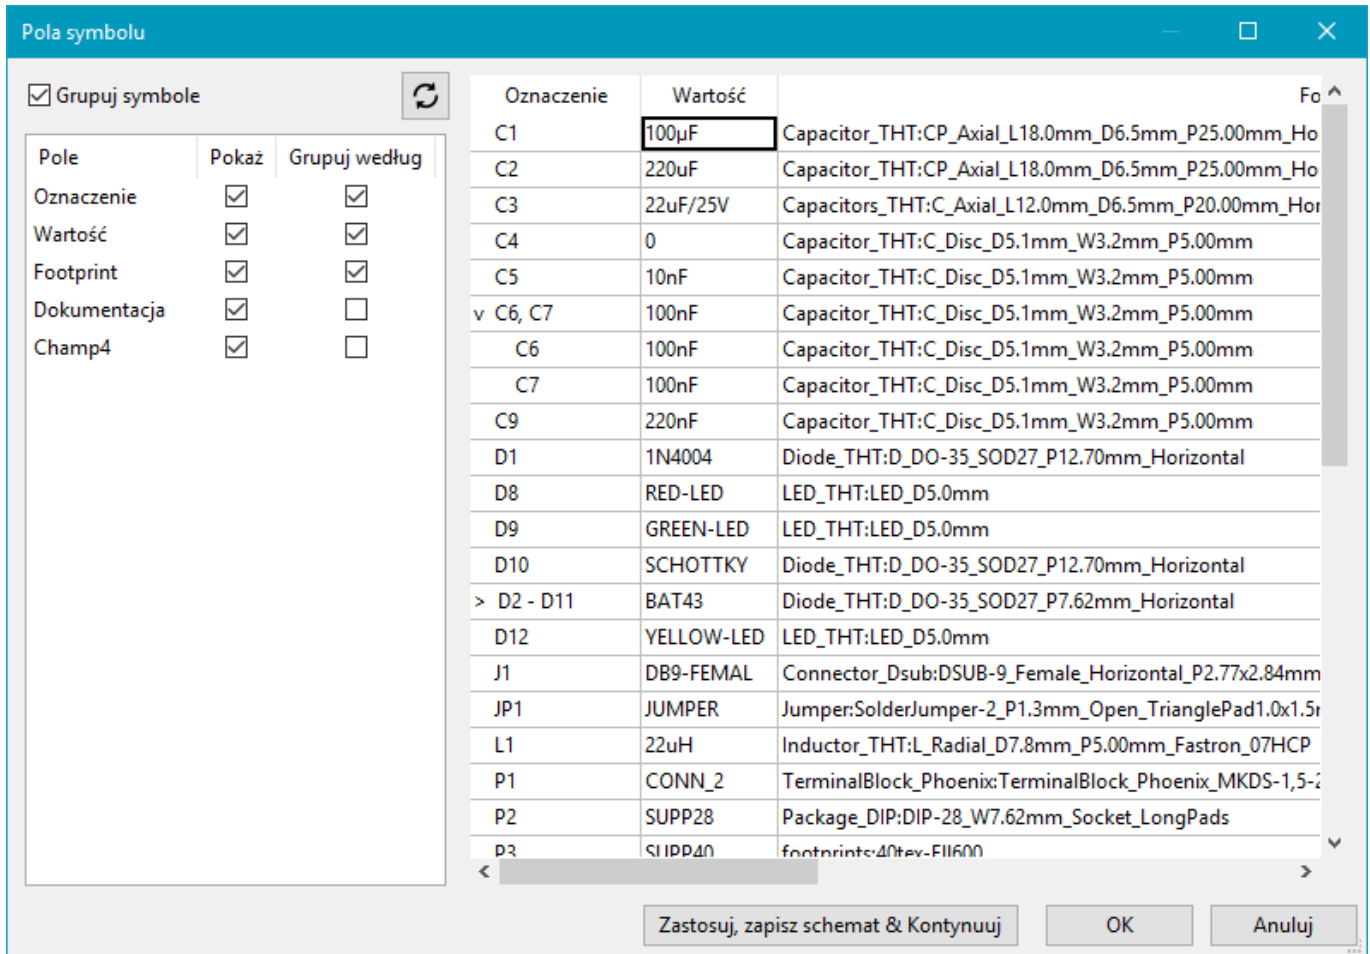 Pola symbolu
Grupuj symbole
Pole Pokaż Grupuj według
Oznaczenie
Wartość
Footprint
Dokumentacja
Champ4
Oznaczenie Wartość Fo
C1 100µF Capacitor_THT:CP_Axial_L18.0mm_D6.5mm_P25.00mm_Ho
C2 220uF Capacitor_THT:CP_Axial_L18.0mm_D6.5mm_P25.00mm_Ho
C3 22uF/25V Capacitors_THT:C_Axial_L12.0mm_D6.5mm_P20.00mm_Hor
C4 0 Capacitor_THT:C_Disc_D5.1mm_W3.2mm_P5.00mm
C5 10nF Capacitor_THT:C_Disc_D5.1mm_W3.2mm_P5.00mm
v C6, C7 100nF Capacitor_THT:C_Disc_D5.1mm_W3.2mm_P5.00mm
C6 100nF Capacitor_THT:C_Disc_D5.1mm_W3.2mm_P5.00mm
C7 100nF Capacitor_THT:C_Disc_D5.1mm_W3.2mm_P5.00mm
C9 220nF Capacitor_THT:C_Disc_D5.1mm_W3.2mm_P5.00mm
D1 1N4004 Diode_THT:D_DO-35_SOD27_P12.70mm_Horizontal
D8 RED-LED LED_THT:LED_D5.0mm
D9 GREEN-LED LED_THT:LED_D5.0mm
D10 SCHOTTKY Diode_THT:D_DO-35_SOD27_P12.70mm_Horizontal
> D2 - D11 BAT43 Diode_THT:D_DO-35_SOD27_P7.62mm_Horizontal
D12 YELLOW-LED LED_THT:LED_D5.0mm
J1 DB9-FEMAL Connector_Dsub:DSUB-9_Female_Horizontal_P2.77x2.84mm
JP1 JUMPER Jumper:SolderJumper-2_P1.3mm_Open_TrianglePad1.0x1.5m
L1 22uH Inductor_THT:L_Radial_D7.8mm_P5.00mm_Fastron_07HCP
P1 CONN_2 TerminalBlock_Phoenix:TerminalBlock_Phoenix_MKDS-1,5-2
P2 SUPP28 Package_DIP:DIP-28_W7.62mm_Socket_LongPads
P3 SUPP40 footprints:40tex-Ell600
Zastosuj, zapisz schemat & Kontynuuj OK Anuluj